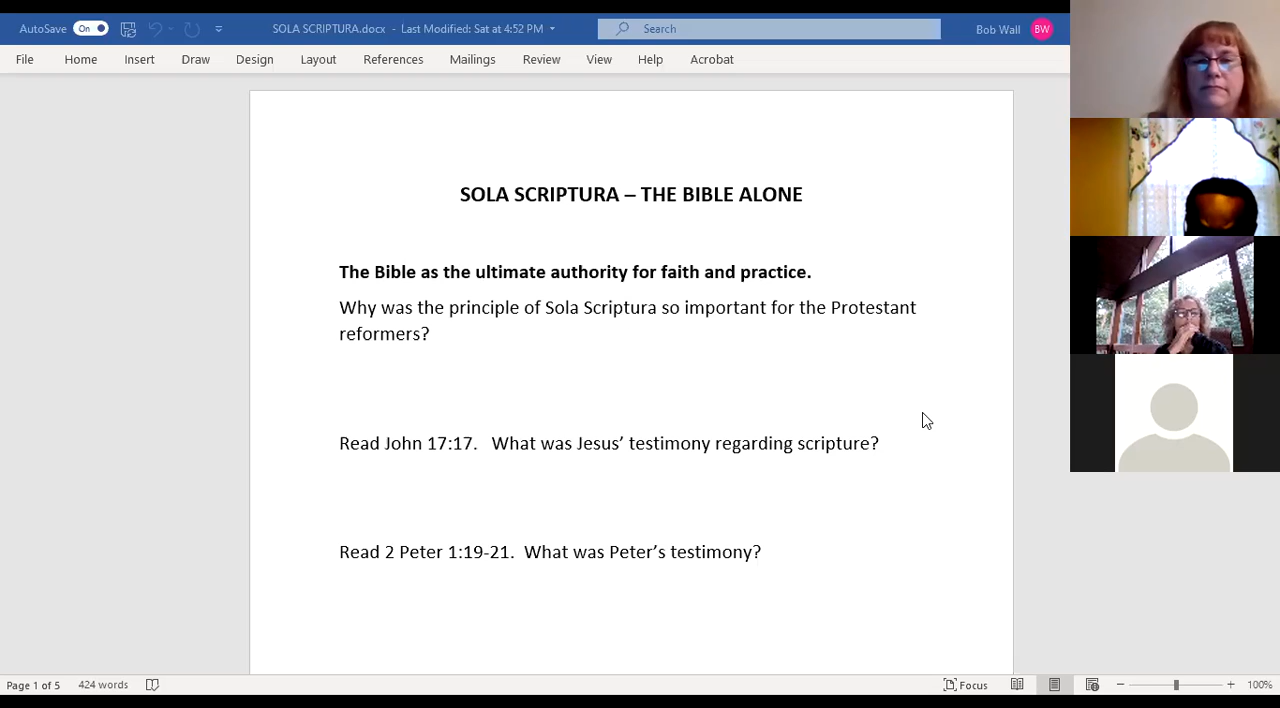 AutoSave On SOLA SCRIPTURA.docx - Last Modified: Sat at 4:52 PM Search Bob Wall BW
File Home Insert Draw Design Layout References Mailings Review View Help Acrobat
SOLA SCRIPTURA – THE BIBLE ALONE
The Bible as the ultimate authority for faith and practice.
Why was the principle of Sola Scriptura so important for the Protestant
reformers?
Read John 17:17. What was Jesus’ testimony regarding scripture?
Read 2 Peter 1:19-21. What was Peter’s testimony?
Page 1 of 5 424 words Focus 100%